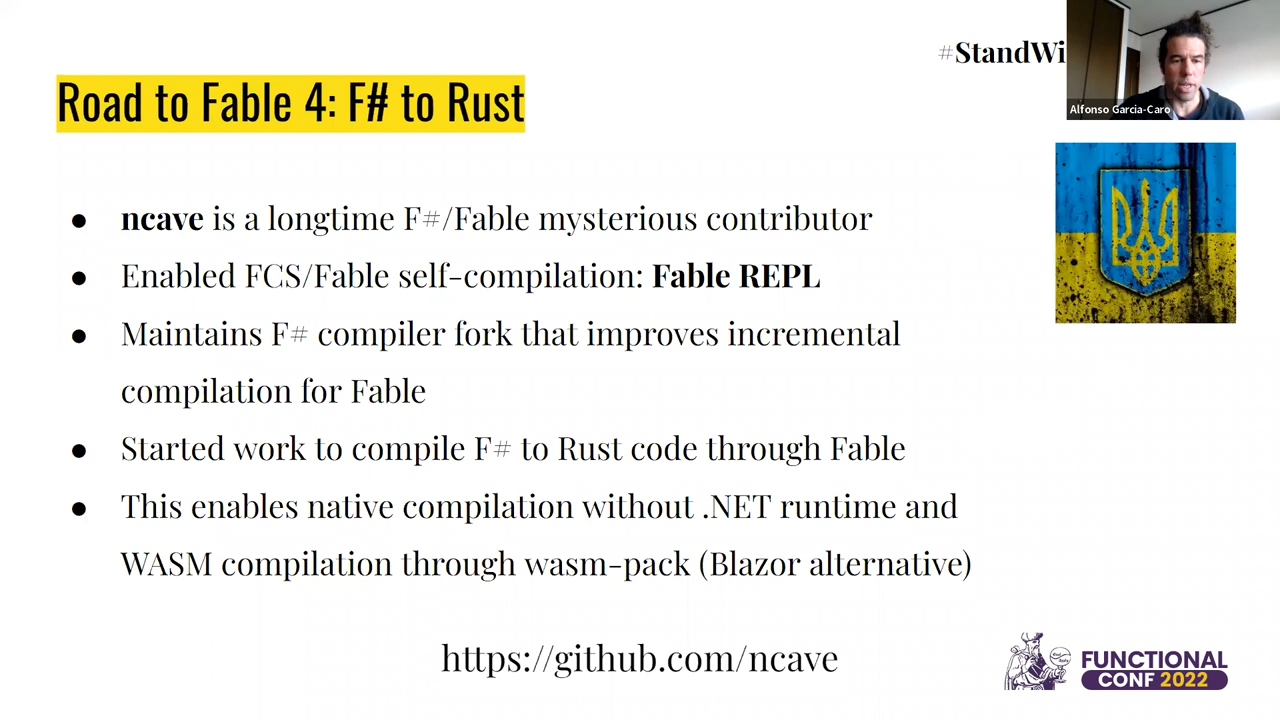 #StandWi
Alfonso Garcia-Caro
Road to Fable 4: F# to Rust
● ncave is a longtime F#/Fable mysterious contributor
● Enabled FCS/Fable self-compilation: Fable REPL
● Maintains F# compiler fork that improves incremental
compilation for Fable
● Started work to compile F# to Rust code through Fable
● This enables native compilation without .NET runtime and
WASM compilation through wasm-pack (Blazor alternative)
https://github.com/ncave
FUNCTIONAL
CONF 2022